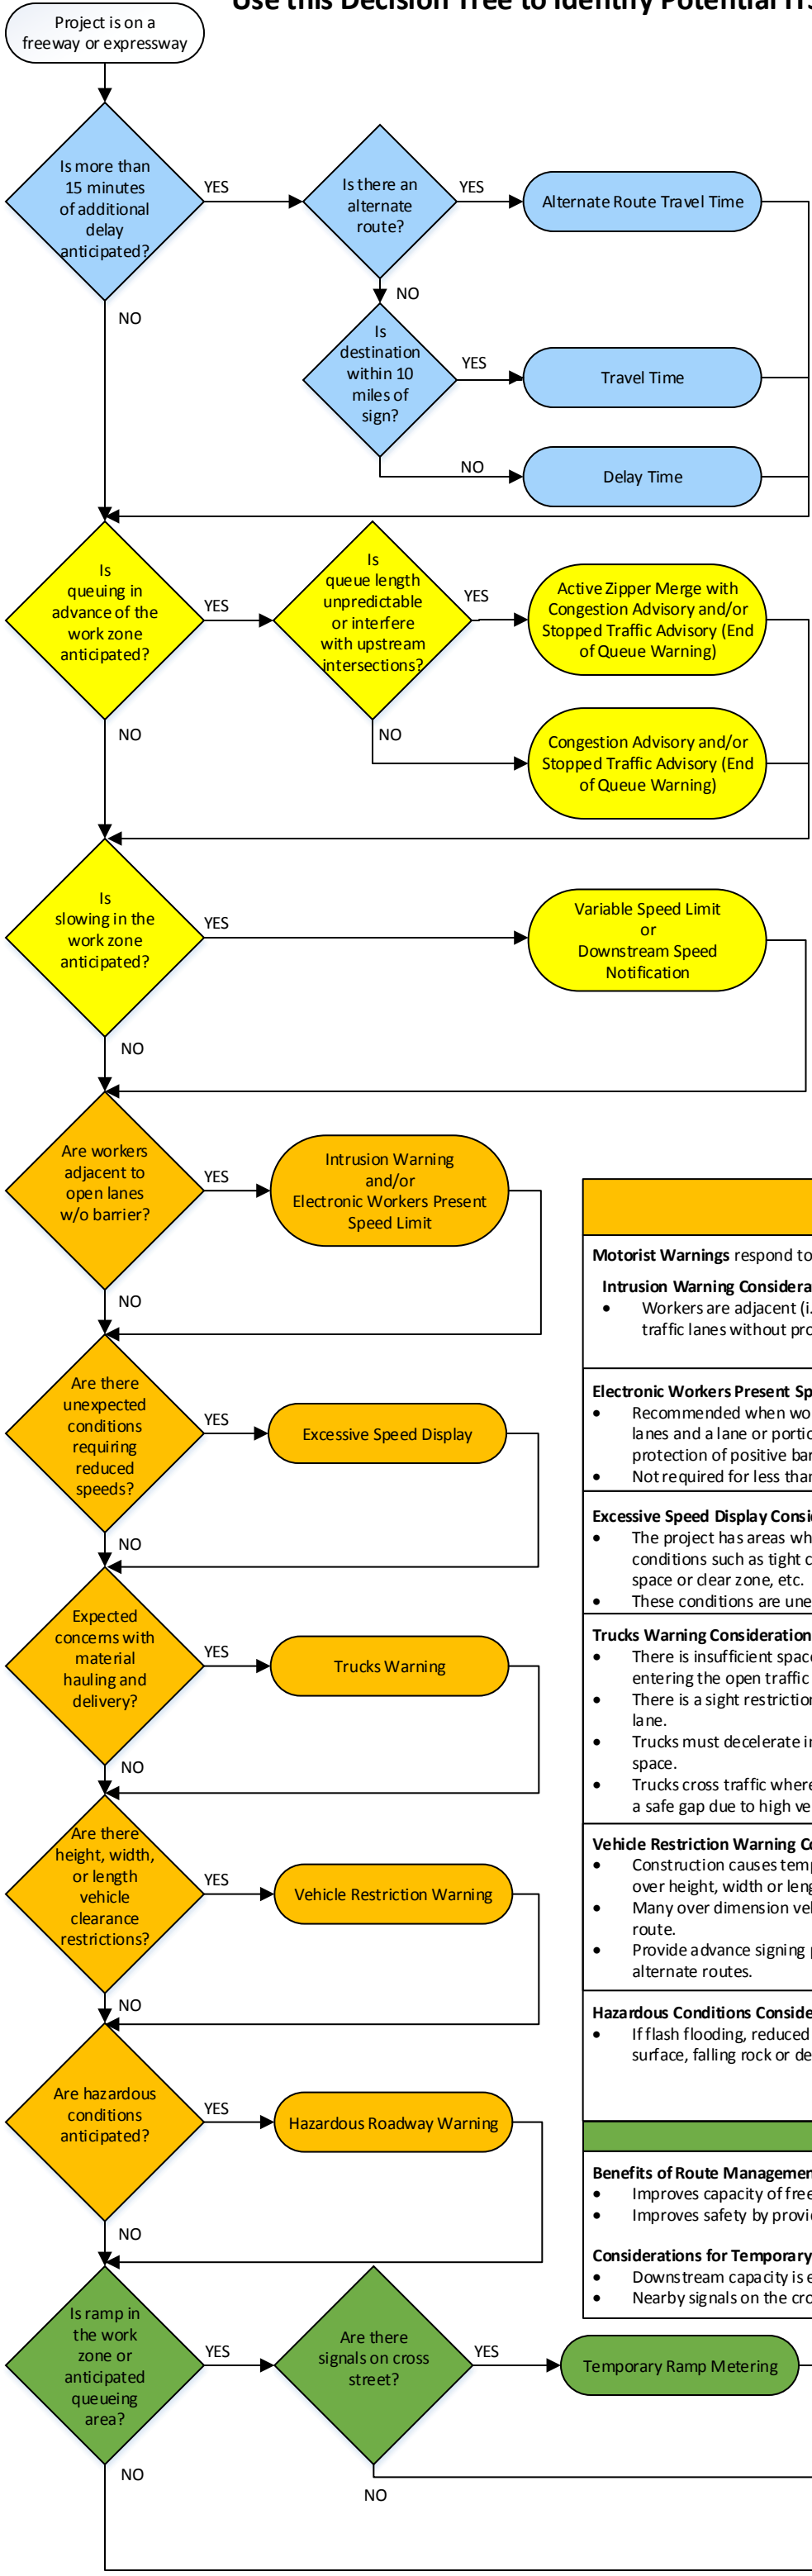 Use this Decision Tree to Identify Potential
Project is on a
freeway or expressway
Is more than
15 minutes
of additional
delay
anticipated?
YES
Is there an
alternate
route?
YES
Alternate Route Travel Time
NO
NO
Is
destination
within 10
miles of
sign?
YES
Travel Time
NO
Delay Time
Is
queuing in
advance of the
work zone
anticipated?
YES
Is
queue length
unpredictable
or interfere
with upstream
intersections?
YES
Active Zipper Merge with
Congestion Advisory and/or
Stopped Traffic Advisory (End
of Queue Warning)
NO
NO
Congestion Advisory and/or
Stopped Traffic Advisory (End
of Queue Warning)
Is
slowing in the
work zone
anticipated?
YES
Variable Speed Limit
or
Downstream Speed
Notification
NO
Are workers
adjacent to
open lanes
w/o barrier?
YES
Intrusion Warning
and/or
Electronic Workers Present
Speed Limit
NO
Are there
unexpected
conditions
requiring
reduced
speeds?
YES
Excessive Speed Display
NO
Expected
concerns with
material
hauling and
delivery?
YES
Trucks Warning
NO
Are there
height, width,
or length
vehicle
clearance
restrictions?
YES
Vehicle Restriction Warning
NO
Are hazardous
conditions
anticipated?
YES
Hazardous Roadway Warning
NO
Motorist Warnings respond to
Intrusion Warning Considera
• Workers are adjacent (i.
traffic lanes without pro
Electronic Workers Present Sp
• Recommended when wo
lanes and a lane or portic
protection of positive bar
• Not required for less than
Excessive Speed Display Consi
• The project has areas wh
conditions such as tight c
space or clear zone, etc.
• These conditions are une
Trucks Warning Consideration
• There is insufficient space
entering the open traffic
• There is a sight restriction
lane.
• Trucks must decelerate in
space.
• Trucks cross traffic where
a safe gap due to high ve
Vehicle Restriction Warning Co
• Construction causes temp
over height, width or leng
• Many over dimension veh
route.
• Provide advance signing p
alternate routes.
Hazardous Conditions Conside
• If flash flooding, reduced
surface, falling rock or de
Benefits of Route Managemen
• Improves capacity of free
• Improves safety by provi
Considerations for Temporary
• Downstream capacity is e
• Nearby signals on the cro
Is ramp in
the work
zone or
anticipated
queueing
area?
YES
Are there
signals on cross
street?
YES
Temporary Ramp Metering
NO
NO